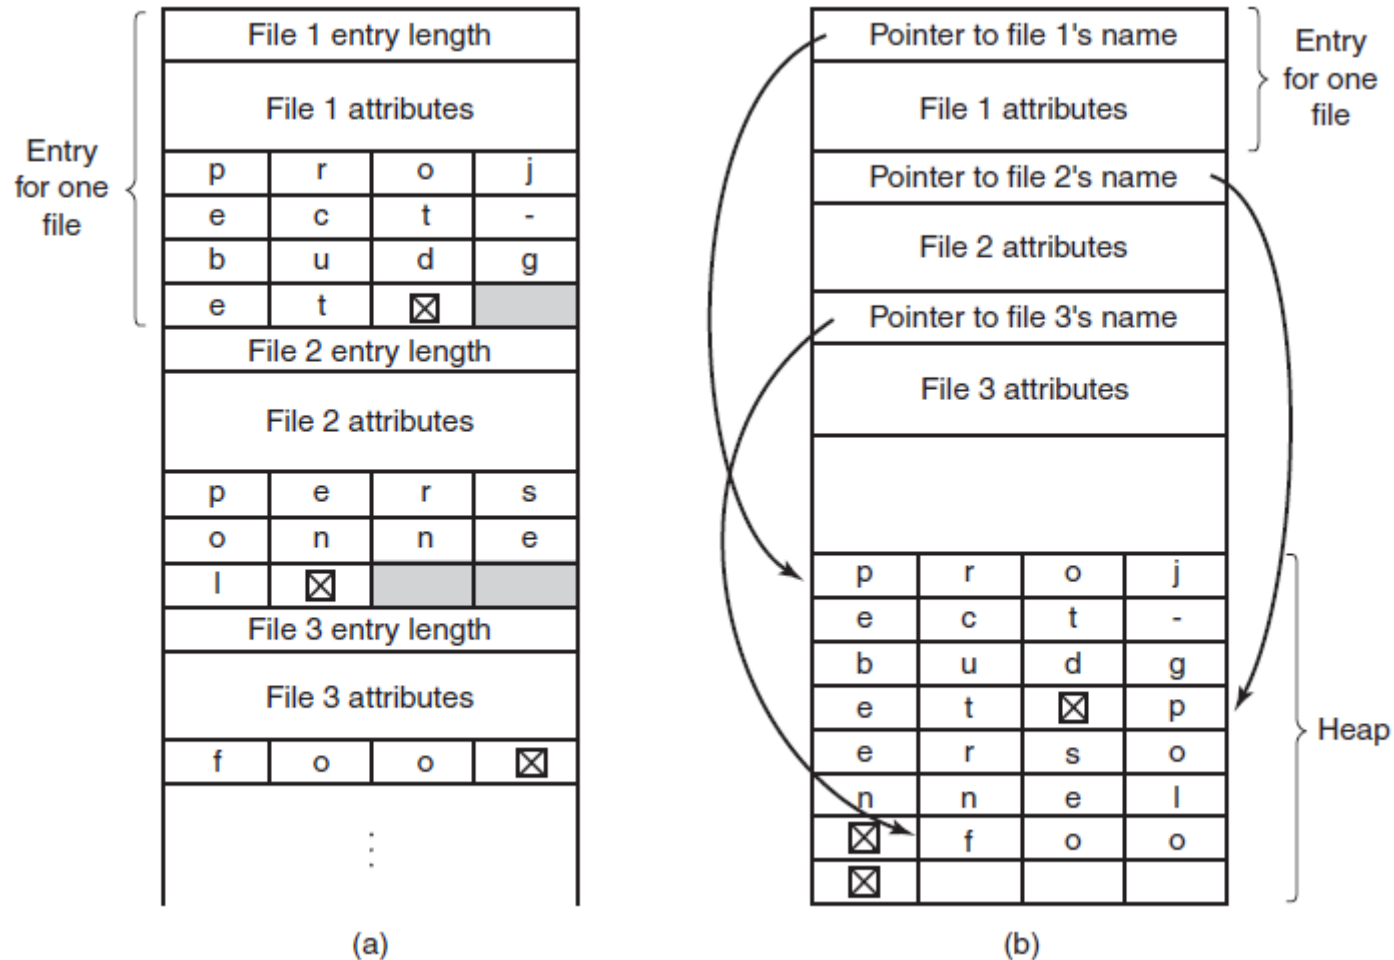 File 1 entry length
File 1 attributes
Entry
for one
file
p r o j
e c t -
b u d g
e t ☒
File 2 entry length
File 2 attributes
p e r s
o n n e
l ☒
File 3 entry length
File 3 attributes
f o o ☒
⋮
(a)
Pointer to file 1's name
File 1 attributes
Entry
for one
file
Pointer to file 2's name
File 2 attributes
Pointer to file 3's name
File 3 attributes
p r o j
e c t -
b u d g
e t ☒ p
e r s o
n n e l
☒ f o o
☒
Heap
(b)